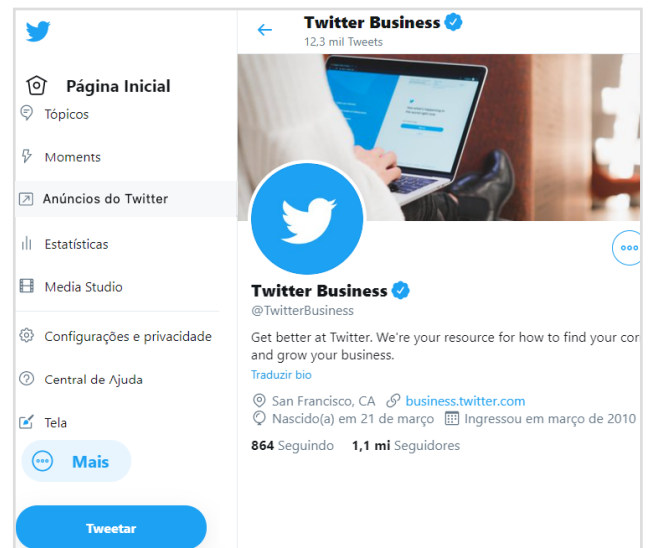 Página Inicial
Tópicos
Moments
Anúncios do Twitter
Estatísticas
Media Studio
Configurações e privacidade
Central de Ajuda
Tela
Mais
Tweetar
Twitter Business
12,3 mil Tweets
Twitter Business
@TwitterBusiness
Get better at Twitter. We're your resource for how to find your
and grow your business.
Traduzir bio
San Francisco, CA business.twitter.com
Nascido(a) em 21 de março Ingressou em março de 2010
864 Seguindo 1,1 mi Seguidores